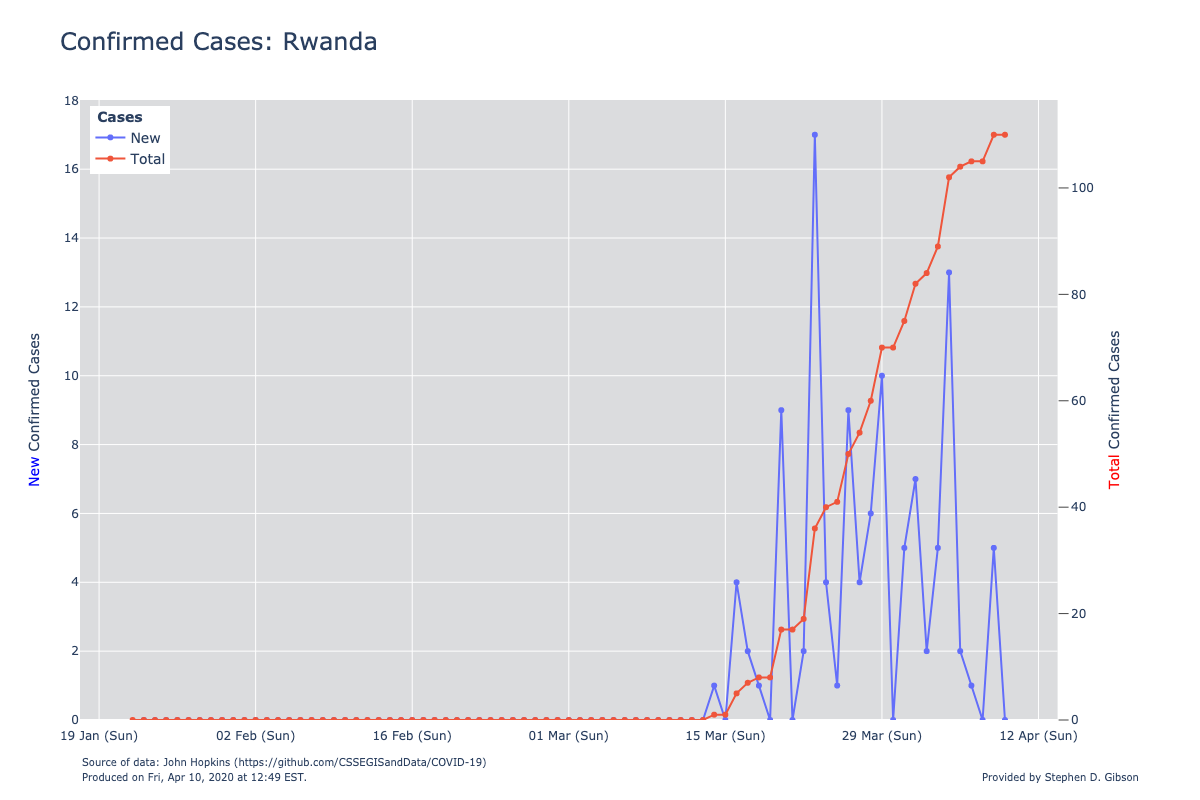 Confirmed Cases: Rwanda
Cases
New
Total
18
16
14
12
10
8
6
4
2
0
100
80
60
40
20
0
New Confirmed Cases
Total Confirmed Cases
19 Jan (Sun) 02 Feb (Sun) 16 Feb (Sun) 01 Mar (Sun) 15 Mar (Sun) 29 Mar (Sun) 12 Apr (Sun)
Source of data: John Hopkins (https://github.com/CSSEGISandData/COVID-19)
Produced on Fri, Apr 10, 2020 at 12:49 EST.
Provided by Stephen D. Gibson